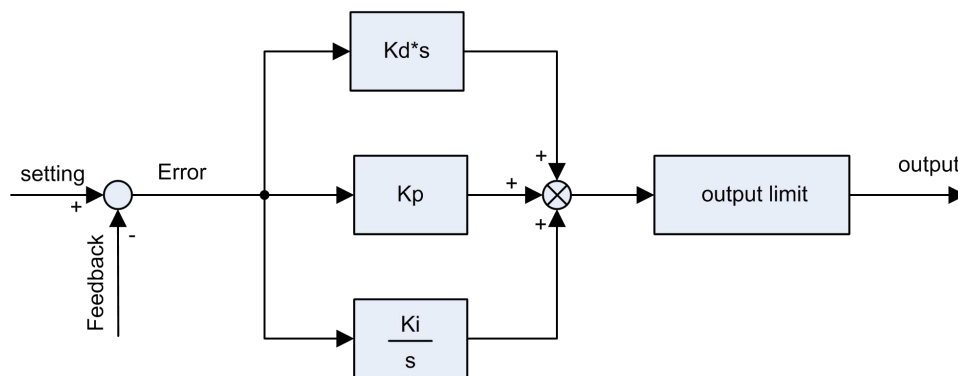 Kd*s
+
setting
Error
Kp
+
output limit
output
+
-
+
Feedback
Ki
s